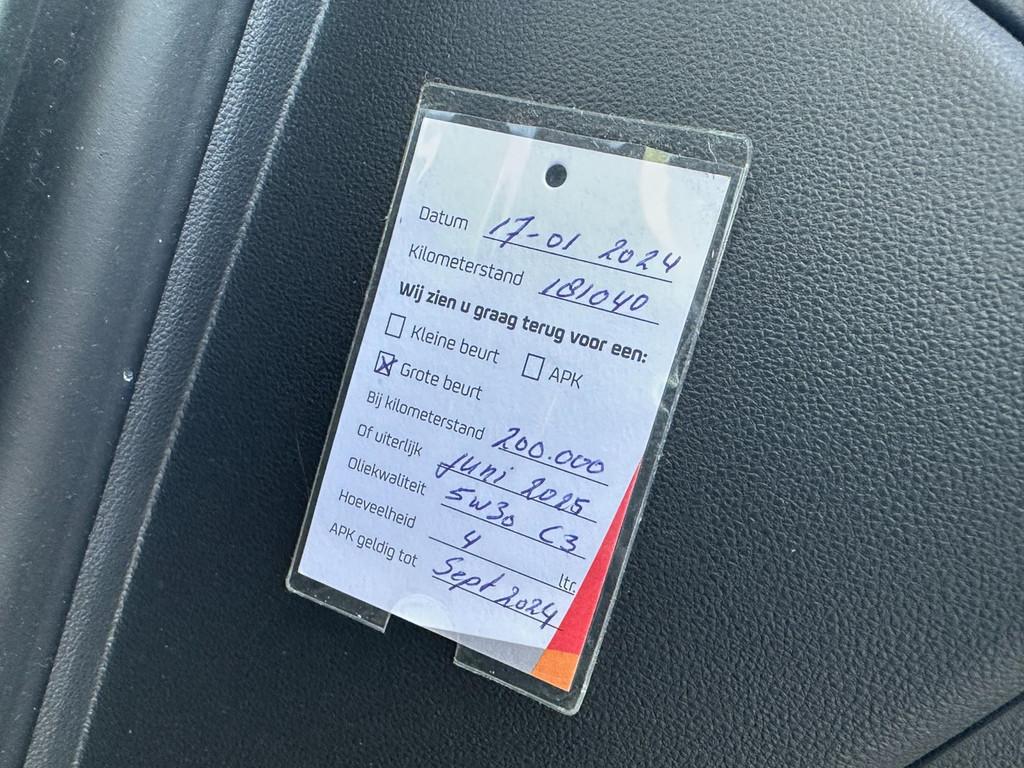 Datum 17-01 2024
Kilometerstand 181040
Wij zien u graag terug voor een:
Kleine beurt APK
Grote beurt
Bij kilometerstand 200.000
Of uiterlijk juni 2025
Oliekwaliteit 5w30 C3
Hoeveelheid 4 ltr.
APK geldig tot Sept 2024